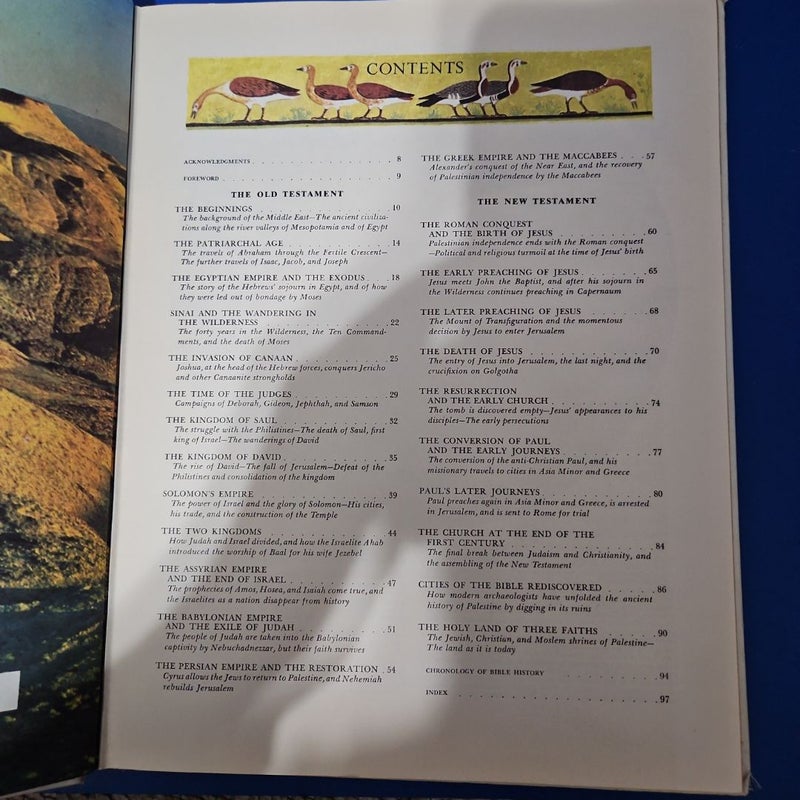 CONTENTS
ACKNOWLEDGMENTS . . . . . . . . . . . . 8
FOREWORD . . . . . . . . . . . . . . . 9
THE OLD TESTAMENT
THE BEGINNINGS . . . . . . . . . . . 10
The background of the Middle East—The ancient civiliza-
tions along the river valleys of Mesopotamia and of Egypt
THE PATRIARCHAL AGE . . . . . . . . 14
The travels of Abraham through the Fertile Crescent—
The further travels of Isaac, Jacob, and Joseph
THE EGYPTIAN EMPIRE AND THE EXODUS . . 18
The story of the Hebrews' sojourn in Egypt, and of how
they were led out of bondage by Moses
SINAI AND THE WANDERING IN
THE WILDERNESS . . . . . . . . . . 22
The forty years in the Wilderness, the Ten Command-
ments, and the death of Moses
THE INVASION OF CANAAN . . . . . . . 25
Joshua, at the head of the Hebrew forces, conquers Jericho
and other Canaanite strongholds
THE TIME OF THE JUDGES . . . . . . . 29
Campaigns of Deborah, Gideon, Jephthah, and Samson
THE KINGDOM OF SAUL . . . . . . . . 32
The struggle with the Philistines—The death of Saul, first
king of Israel—The wanderings of David
THE KINGDOM OF DAVID . . . . . . . . 35
The rise of David—The fall of Jerusalem—Defeat of the
Philistines and consolidation of the kingdom
SOLOMON'S EMPIRE . . . . . . . . . . 39
The power of Israel and the glory of Solomon—His cities,
his trade, and the construction of the Temple
THE TWO KINGDOMS . . . . . . . . . 44
How Judah and Israel divided, and how the Israelite Ahab
introduced the worship of Baal for his wife Jezebel
THE ASSYRIAN EMPIRE
AND THE END OF ISRAEL . . . . . . . 47
The prophecies of Amos, Hosea, and Isaiah come true, and
the Israelites as a nation disappear from history
THE BABYLONIAN EMPIRE
AND THE EXILE OF JUDAH . . . . . . . 51
The people of Judah are taken into the Babylonian
captivity by Nebuchadnezzar, but their faith survives
THE PERSIAN EMPIRE AND THE RESTORATION . 54
Cyrus allows the Jews to return to Palestine, and Nehemiah
rebuilds Jerusalem
THE GREEK EMPIRE AND THE MACCABEES . . . 57
Alexander's conquest of the Near East, and the recovery
of Palestinian independence by the Maccabees
THE NEW TESTAMENT
THE ROMAN CONQUEST
AND THE BIRTH OF JESUS . . . . . . . 60
Palestinian independence ends with the Roman conquest
—Political and religious turmoil at the time of Jesus' birth
THE EARLY PREACHING OF JESUS . . . . . 65
Jesus meets John the Baptist, and after his sojourn in
the Wilderness continues preaching in Capernaum
THE LATER PREACHING OF JESUS . . . . . 68
The Mount of Transfiguration and the momentous
decision by Jesus to enter Jerusalem
THE DEATH OF JESUS . . . . . . . . . 70
The entry of Jesus into Jerusalem, the last night, and the
crucifixion on Golgotha
THE RESURRECTION
AND THE EARLY CHURCH . . . . . . . 74
The tomb is discovered empty—Jesus' appearances to his
disciples—The early persecutions
THE CONVERSION OF PAUL
AND THE EARLY JOURNEYS . . . . . . . 77
The conversion of the anti-Christian Paul, and his
missionary travels to cities in Asia Minor and Greece
PAUL'S LATER JOURNEYS . . . . . . . . 80
Paul preaches again in Asia Minor and Greece, is arrested
in Jerusalem, and is sent to Rome for trial
THE CHURCH AT THE END OF THE
FIRST CENTURY . . . . . . . . . . 84
The final break between Judaism and Christianity, and
the assembling of the New Testament
CITIES OF THE BIBLE REDISCOVERED . . . . 86
How modern archaeologists have unfolded the ancient
history of Palestine by digging in its ruins
THE HOLY LAND OF THREE FAITHS . . . . 90
The Jewish, Christian, and Moslem shrines of Palestine—
The land as it is today
CHRONOLOGY OF BIBLE HISTORY . . . . . . 94
INDEX . . . . . . . . . . . . . . . 97